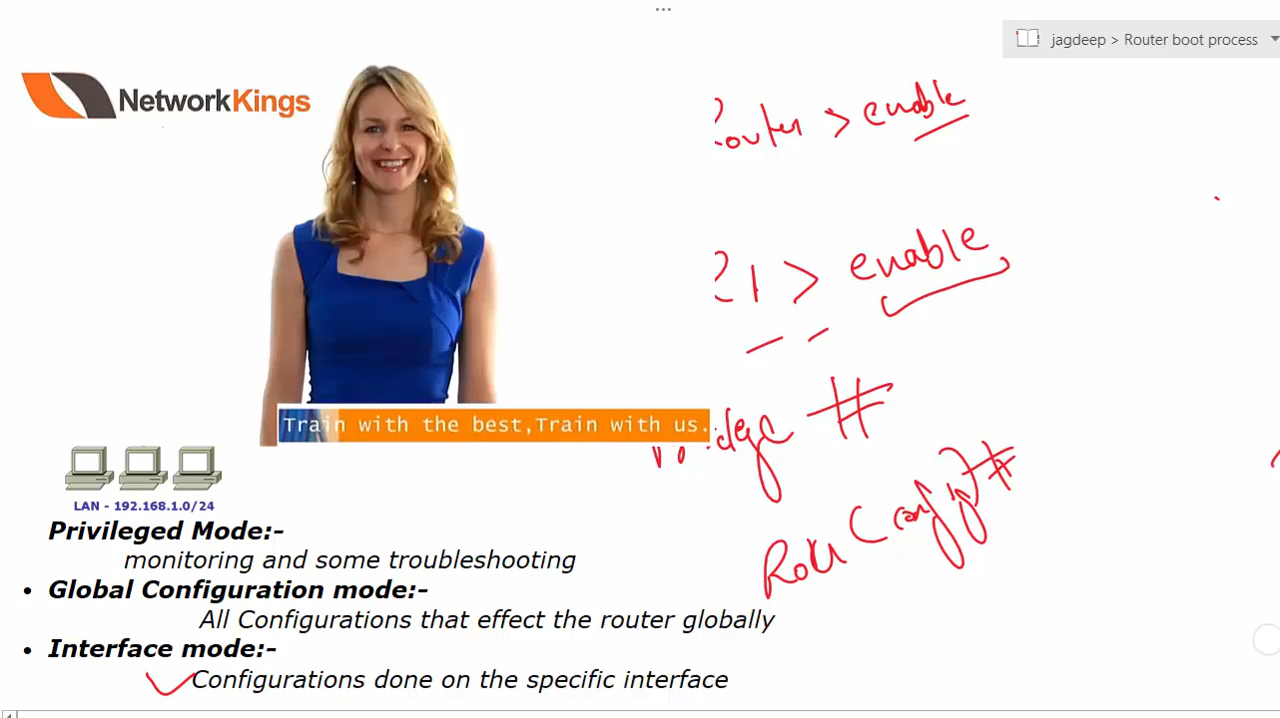 jagdeep > Router boot process
NetworkKings
Router > enable
R1 > enable
#
Train with the best,Train with us.
(config)#
LAN - 192.168.1.0/24
Privileged Mode:-
monitoring and some troubleshooting
• Global Configuration mode:-
All Configurations that effect the router globally
• Interface mode:-
Configurations done on the specific interface